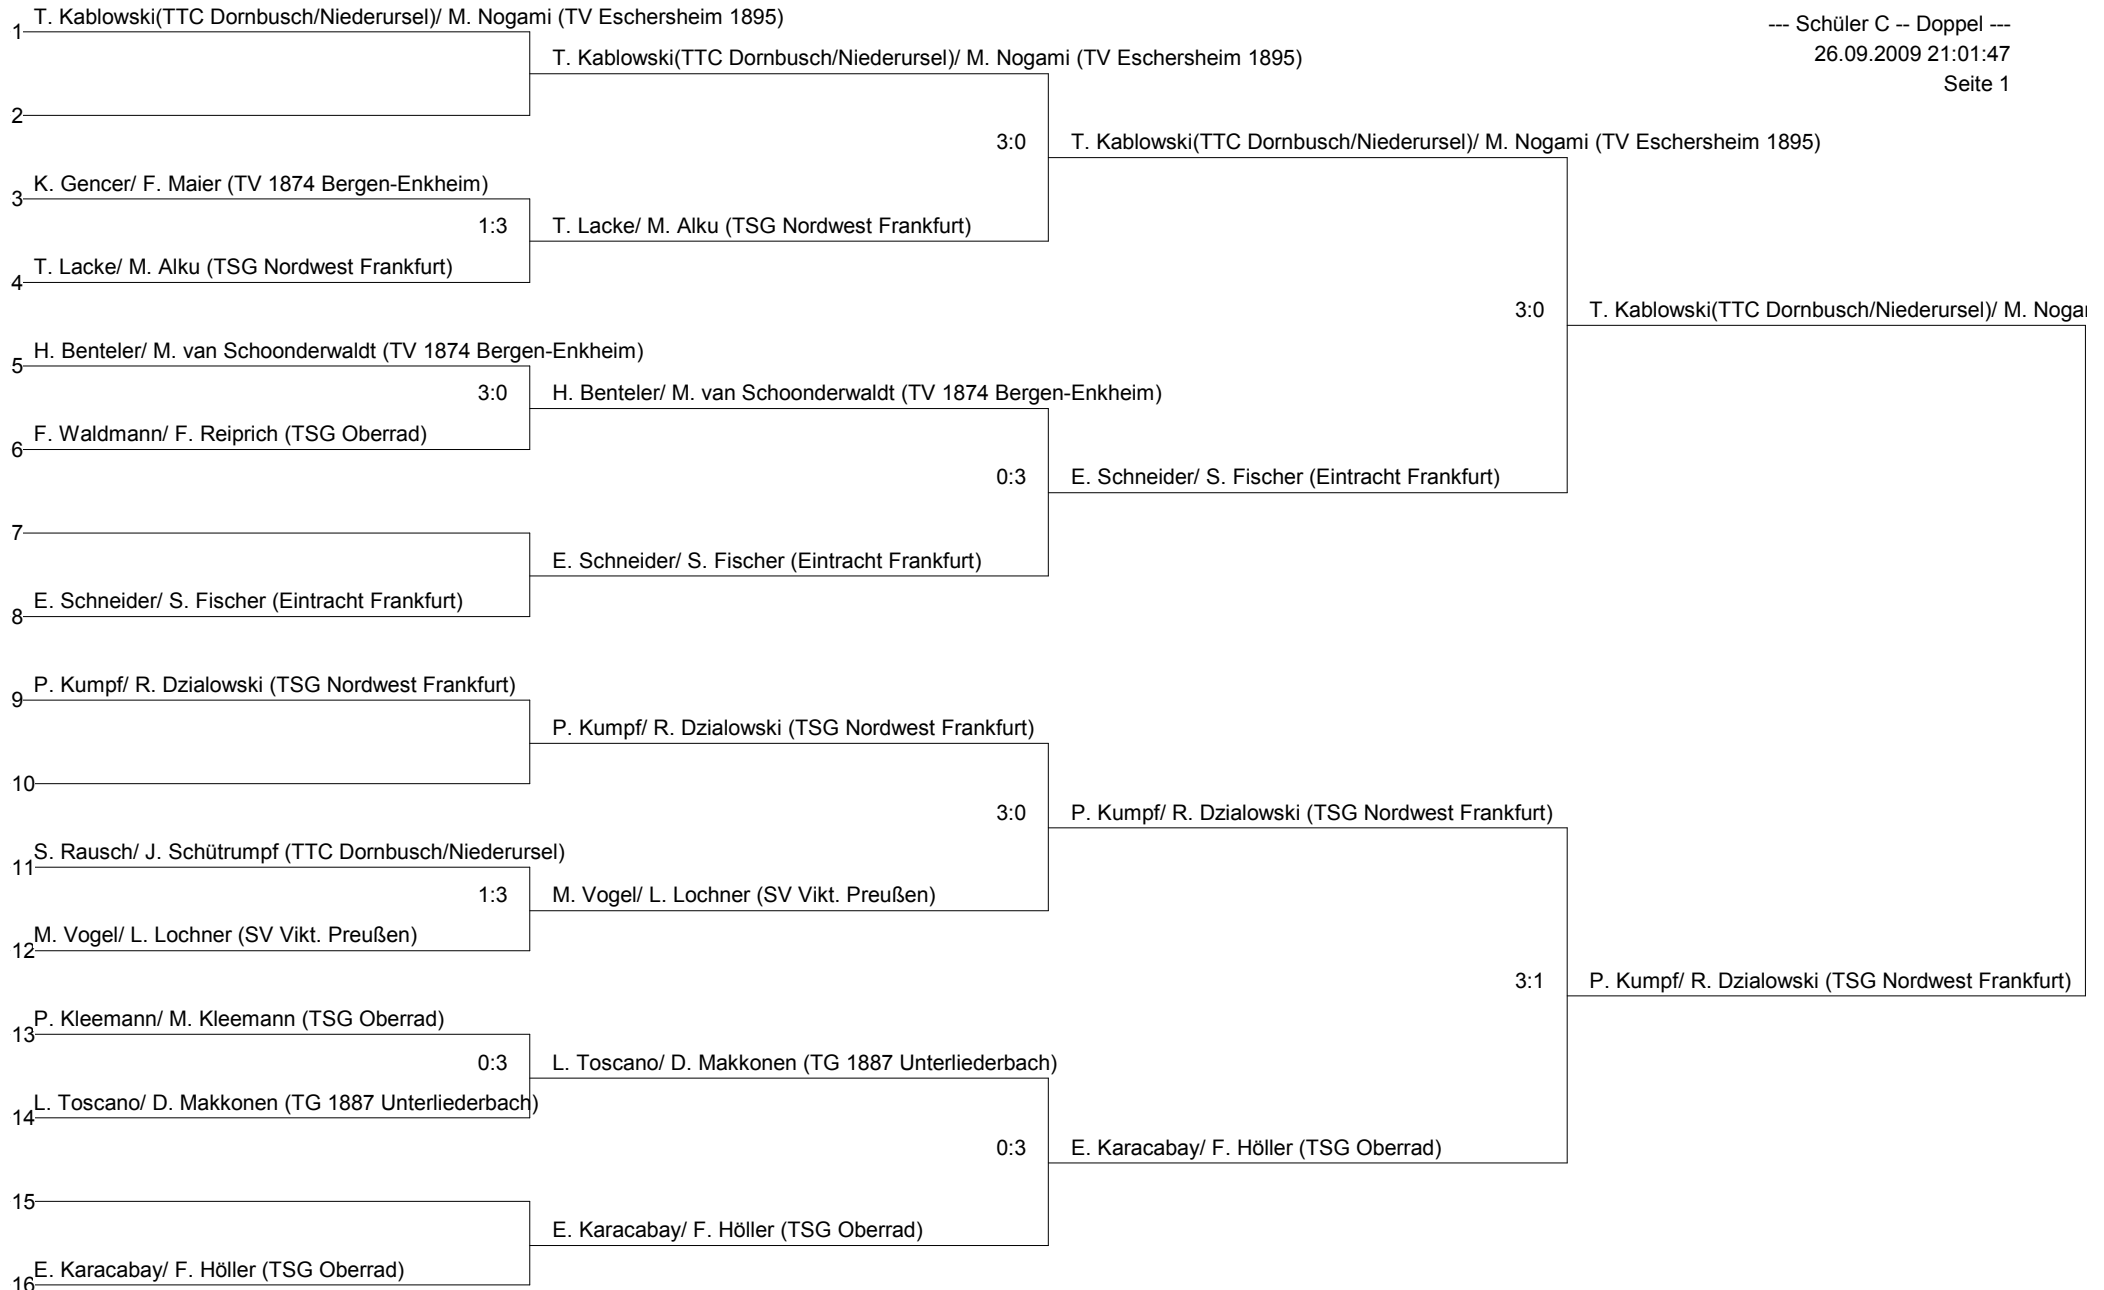 --- Schüler C -- Doppel ---
26.09.2009 21:01:47
Seite 1
T. Kablowski(TTC Dornbusch/Niederursel)/ M. Nogami (TV Eschersheim 1895)
1
T. Kablowski(TTC Dornbusch/Niederursel)/ M. Nogami (TV Eschersheim 1895)
2
3:0
T. Kablowski(TTC Dornbusch/Niederursel)/ M. Nogami (TV Eschersheim 1895)
K. Gencer/ F. Maier (TV 1874 Bergen-Enkheim)
3
1:3
T. Lacke/ M. Alku (TSG Nordwest Frankfurt)
T. Lacke/ M. Alku (TSG Nordwest Frankfurt)
4
3:0
T. Kablowski(TTC Dornbusch/Niederursel)/ M.
H. Benteler/ M. van Schoonderwaldt (TV 1874 Bergen-Enkheim)
5
3:0
H. Benteler/ M. van Schoonderwaldt (TV 1874 Bergen-Enkheim)
F. Waldmann/ F. Reiprich (TSG Oberrad)
6
0:3
E. Schneider/ S. Fischer (Eintracht Frankfurt)
7
E. Schneider/ S. Fischer (Eintracht Frankfurt)
E. Schneider/ S. Fischer (Eintracht Frankfurt)
8
P. Kumpf/ R. Dzialowski (TSG Nordwest Frankfurt)
9
P. Kumpf/ R. Dzialowski (TSG Nordwest Frankfurt)
10
3:0
P. Kumpf/ R. Dzialowski (TSG Nordwest Frankfurt)
S. Rausch/ J. Schütrumpf (TTC Dornbusch/Niederursel)
11
1:3
M. Vogel/ L. Lochner (SV Vikt. Preußen)
M. Vogel/ L. Lochner (SV Vikt. Preußen)
12
3:1
P. Kumpf/ R. Dzialowski (TSG Nordwest Frankfurt)
P. Kleemann/ M. Kleemann (TSG Oberrad)
13
0:3
L. Toscano/ D. Makkonen (TG 1887 Unterliederbach)
L. Toscano/ D. Makkonen (TG 1887 Unterliederbach)
14
0:3
E. Karacabay/ F. Höller (TSG Oberrad)
15
E. Karacabay/ F. Höller (TSG Oberrad)
E. Karacabay/ F. Höller (TSG Oberrad)
16